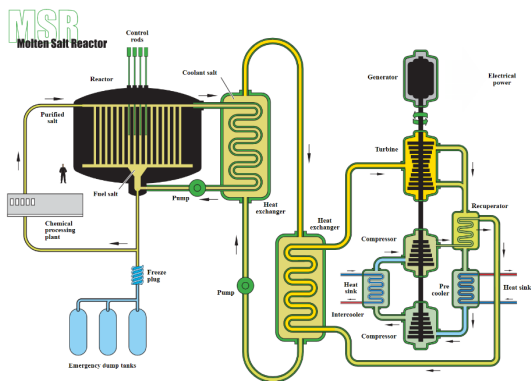 MSR
Molten Salt Reactor
Control
rods
Reactor
Coolant salt
Generator
Electrical
power
Purified
salt
Turbine
Fuel salt
Pump
Heat
exchanger
Heat
exchanger
Recuperator
Chemical
processing
plant
Compressor
Freeze
plug
Heat
sink
Pre
cooler
Heat sink
Pump
Intercooler
Compressor
Emergency dump tanks